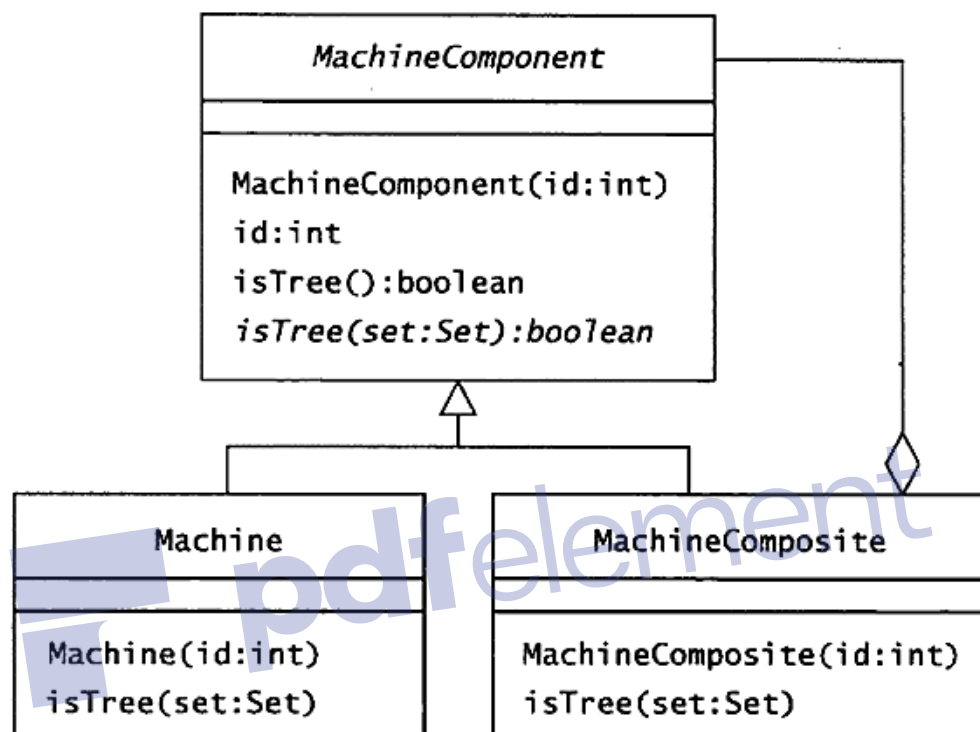 MachineComponent
MachineComponent(id:int)
id:int
isTree():boolean
isTree(set:Set):boolean
Machine
Machine(id:int)
isTree(set:Set)
MachineComposite
MachineComposite(id:int)
isTree(set:Set)
pdfelement